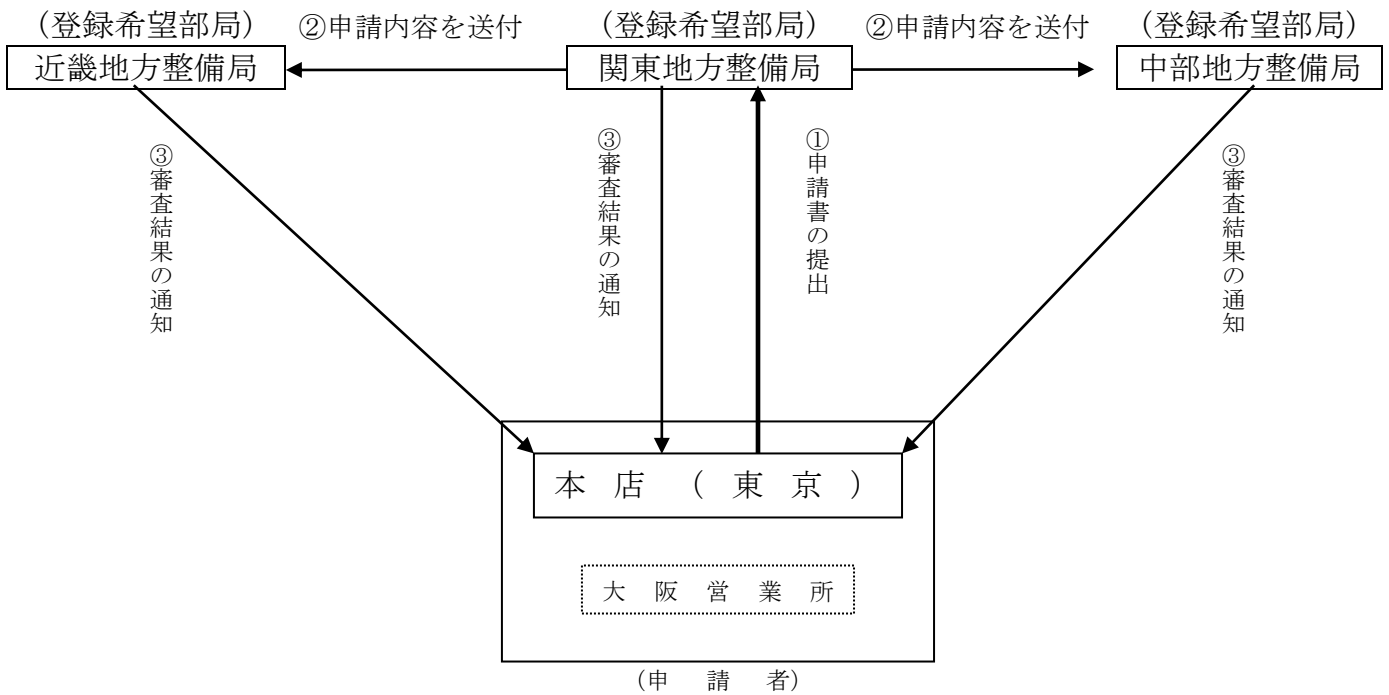 (登録希望部局)
②申請内容を送付
(登録希望部局)
②申請内容を送付
(登録希望部局)
近畿地方整備局
関東地方整備局
中部地方整備局
③審査結果の通知
③審査結果の通知
①申請書の提出
③審査結果の通知
本店(東京)
大阪営業所
(申請者)